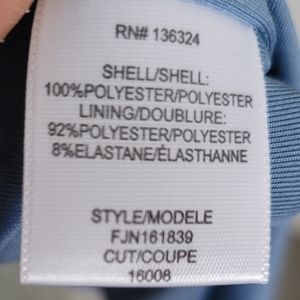 RN# 136324
SHELL/SHELL:
100%POLYESTER/POLYESTER
LINING/DOUBLURE:
92%POLYESTER/POLYESTER
8%ELASTANE/ÉLASTHANNE
STYLE/MODELE
FJN161839
CUT/COUPE
16008